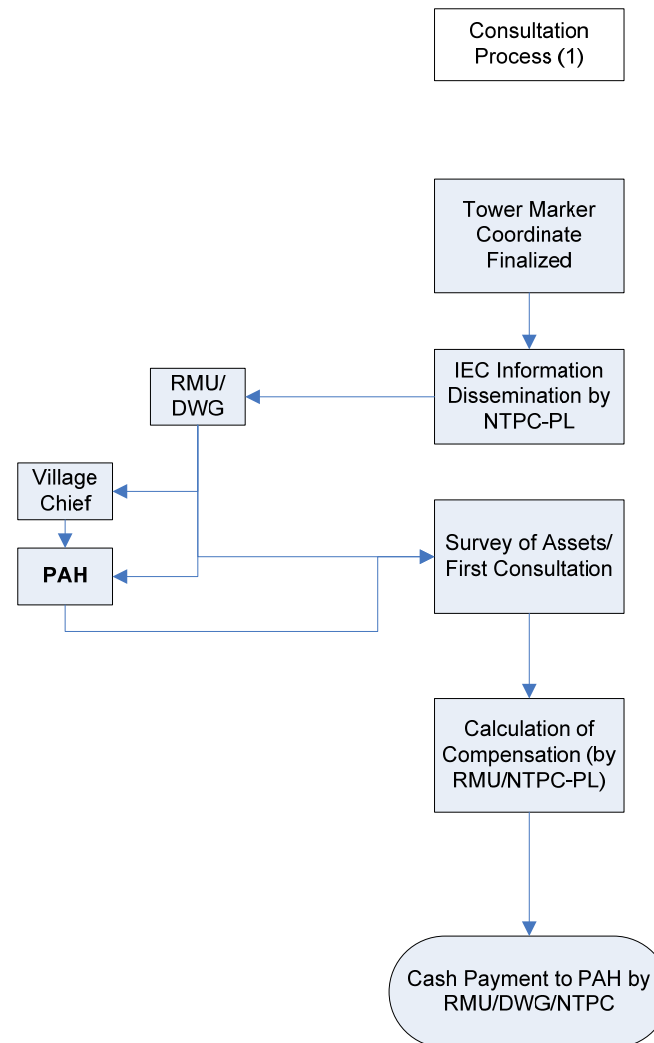 Consultation
Process (1)
Tower Marker
Coordinate
Finalized
IEC Information
Dissemination by
NTPC-PL
RMU/
DWG
Village
Chief
PAH
Survey of Assets/
First Consultation
Calculation of
Compensation (by
RMU/NTPC-PL)
Cash Payment to PAH by
RMU/DWG/NTPC